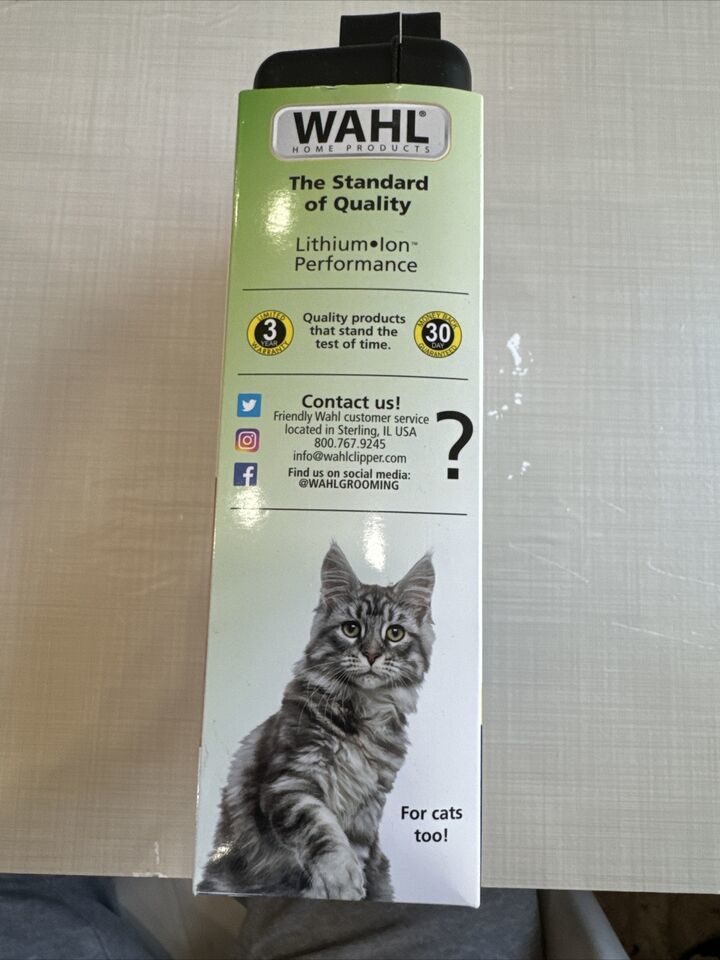 WAHL®
HOME PRODUCTS
The Standard
of Quality
Lithium•Ion™
Performance
LIMITED
3
YEAR
WARRANTY
Quality products
that stand the
test of time.
MONEY BACK
30
DAY
GUARANTEE
Contact us!
Friendly Wahl customer service
located in Sterling, IL USA
800.767.9245
info@wahlclipper.com
Find us on social media:
@WAHLGROOMING
?
For cats
too!